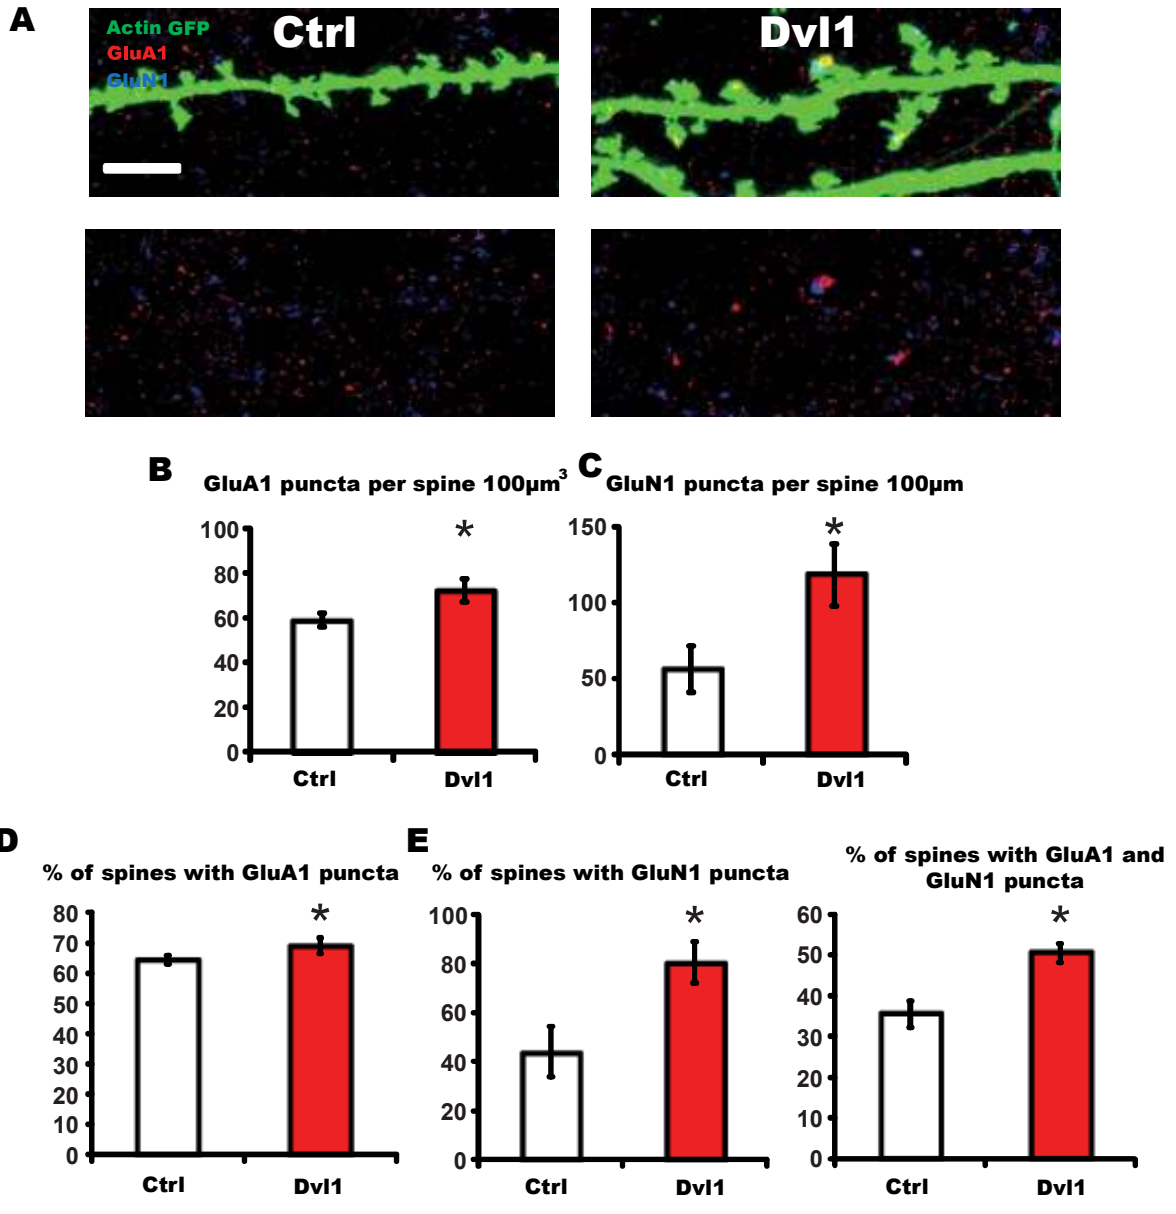 A
Actin GFP
GluA1
GluN1
Ctrl
Dvl1
B
GluA1 puncta per spine 100µm³
100
80
60
40
20
0
*
Ctrl
Dvl1
C
GluN1 puncta per spine 100µm
150
100
50
0
*
Ctrl
Dvl1
D
% of spines with GluA1 puncta
80
70
60
50
40
30
20
10
0
*
Ctrl
Dvl1
E
% of spines with GluN1 puncta
100
80
60
40
20
0
*
Ctrl
Dvl1
% of spines with GluA1 and
GluN1 puncta
60
50
40
30
20
10
0
*
Ctrl
Dvl1